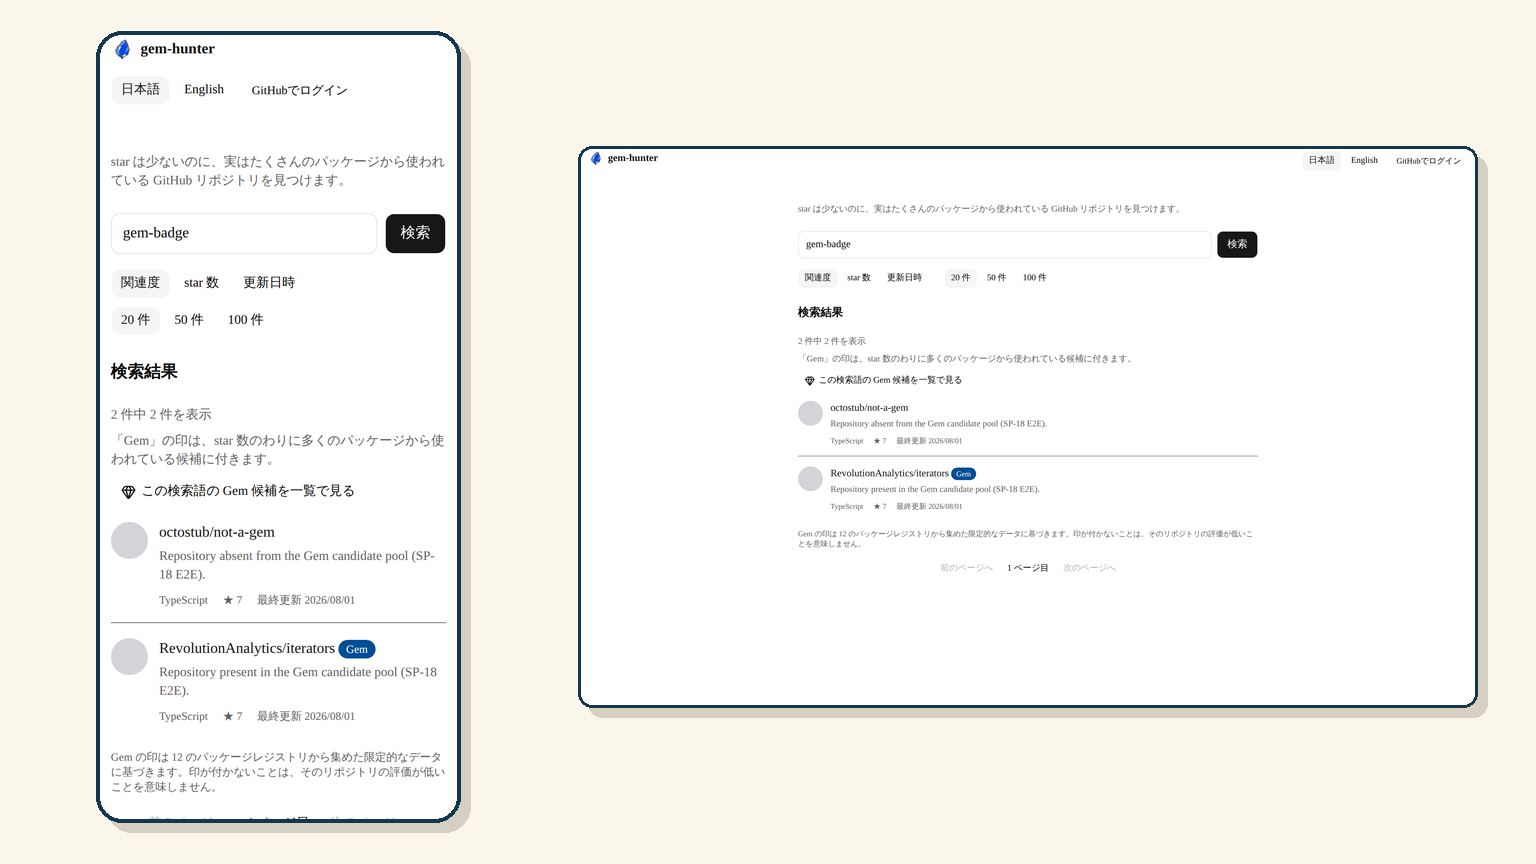 gem-hunter
日本語 English GitHubでログイン
star は少ないのに、実はたくさんのパッケージから使われ
ている GitHub リポジトリを見つけます。
gem-badge 検索
関連度 star 数 更新日時
20 件 50 件 100 件
検索結果
2 件中 2 件を表示
「Gem」の印は、star 数のわりに多くのパッケージから使
われている候補に付きます。
この検索語の Gem 候補を一覧で見る
octostub/not-a-gem
Repository absent from the Gem candidate pool (SP-
18 E2E).
TypeScript ★ 7 最終更新 2026/08/01
RevolutionAnalytics/iterators Gem
Repository present in the Gem candidate pool (SP-18
E2E).
TypeScript ★ 7 最終更新 2026/08/01
Gem の印は 12 のパッケージレジストリから集めた限定的なデータ
に基づきます。印が付かないことは、そのリポジトリの評価が低い
ことを意味しません。
gem-hunter 日本語 English GitHubでログイン
star は少ないのに、実はたくさんのパッケージから使われている GitHub リポジトリを見つけます。
gem-badge 検索
関連度 star 数 更新日時 20 件 50 件 100 件
検索結果
2 件中 2 件を表示
「Gem」の印は、star 数のわりに多くのパッケージから使われている候補に付きます。
この検索語の Gem 候補を一覧で見る
octostub/not-a-gem
Repository absent from the Gem candidate pool (SP-18 E2E).
TypeScript ★ 7 最終更新 2026/08/01
RevolutionAnalytics/iterators Gem
Repository present in the Gem candidate pool (SP-18 E2E).
TypeScript ★ 7 最終更新 2026/08/01
Gem の印は 12 のパッケージレジストリから集めた限定的なデータに基づきます。印が付かないことは、そのリポジトリの評価が低いこ
とを意味しません。
前のページへ 1 ページ目 次のページへ